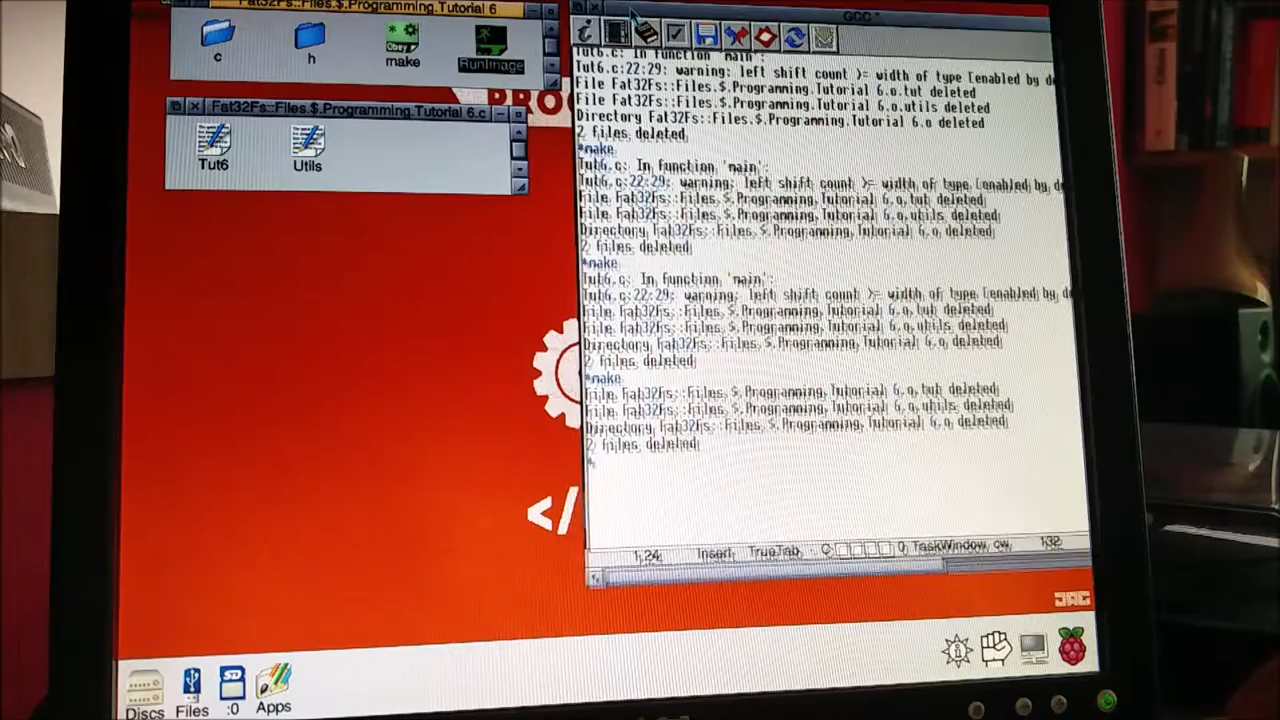 Fat32Fs::Files.$.Programming.Tutorial 6
c
h
Obey
make
RunImage
Fat32Fs::Files.$.Programming.Tutorial 6.c
Tut6
Utils
PROG
</
GCC *
Tut6.c: In function 'main':
Tut6.c:22:29: warning: left shift count >= width of type [enabled by de
File Fat32Fs::Files.$.Programming.Tutorial 6.o.tut deleted
File Fat32Fs::Files.$.Programming.Tutorial 6.o.utils deleted
Directory Fat32Fs::Files.$.Programming.Tutorial 6.o deleted
2 files deleted
*make
Tut6.c: In function 'main':
Tut6.c:22:29: warning: left shift count >= width of type [enabled by de
File Fat32Fs::Files.$.Programming.Tutorial 6.o.tut deleted
File Fat32Fs::Files.$.Programming.Tutorial 6.o.utils deleted
Directory Fat32Fs::Files.$.Programming.Tutorial 6.o deleted
2 files deleted
*make
Tut6.c: In function 'main':
Tut6.c:22:29: warning: left shift count >= width of type [enabled by de
File Fat32Fs::Files.$.Programming.Tutorial 6.o.tut deleted
File Fat32Fs::Files.$.Programming.Tutorial 6.o.utils deleted
Directory Fat32Fs::Files.$.Programming.Tutorial 6.o deleted
2 files deleted
*make
File Fat32Fs::Files.$.Programming.Tutorial 6.o.tut deleted
File Fat32Fs::Files.$.Programming.Tutorial 6.o.utils deleted
Directory Fat32Fs::Files.$.Programming.Tutorial 6.o deleted
2 files deleted
*
1,24 Insert TrueTab 0 TaskWindow cw 132
JAG
Discs
Files
SD
:0
Apps